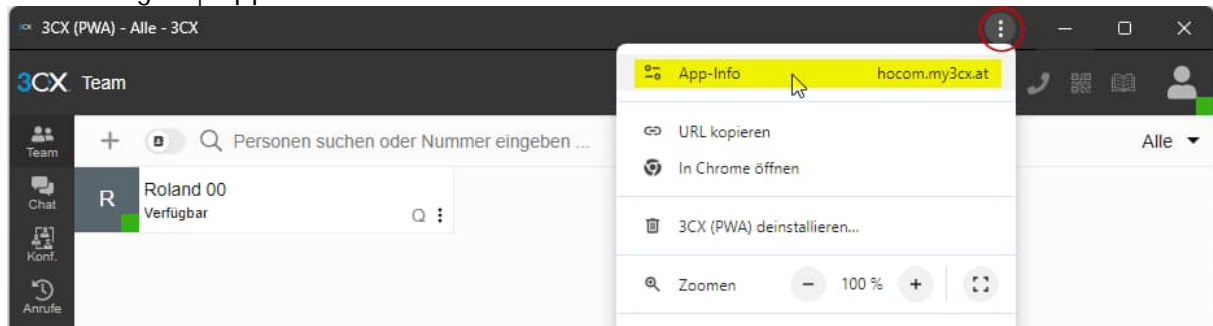 3CX (PWA) - Alle - 3CX
3CX Team
App-Info hocom.my3cx.at
Team
Personen suchen oder Nummer eingeben ...
Alle
URL kopieren
In Chrome öffnen
Chat
R
Roland 00
Verfügbar
Q
3CX (PWA) deinstallieren...
Konf.
Zoomen - 100 % +
Anrufe